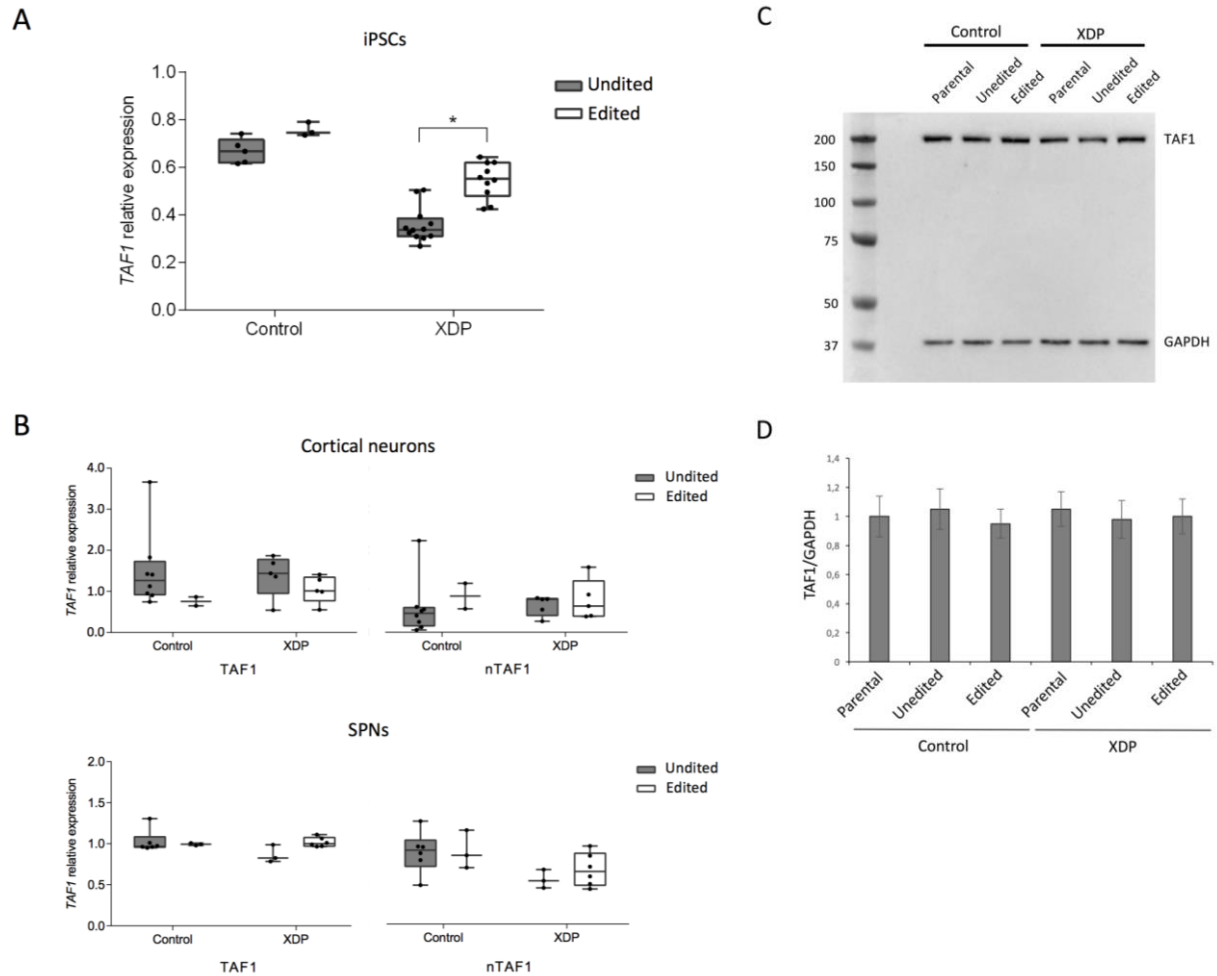 A
iPSCs
1.0
0.8
0.6
0.4
0.2
0.0
TAF1 relative expression
Undited
Edited
*
Control
XDP
B
Cortical neurons
4.0
3.0
2.0
1.0
0.0
TAF1 relative expression
Undited
Edited
Control
XDP
Control
XDP
TAF1
nTAF1
SPNs
2.0
1.5
1.0
0.5
0.0
TAF1 relative expression
Undited
Edited
Control
XDP
Control
XDP
TAF1
nTAF1
C
Control
XDP
Parental
Unedited
Edited
Parental
Unedited
Edited
200
150
100
75
50
37
TAF1
GAPDH
D
1,4
1,2
1
0,8
0,6
0,4
0,2
0
TAF1/GAPDH
Parental
Unedited
Edited
Parental
Unedited
Edited
Control
XDP